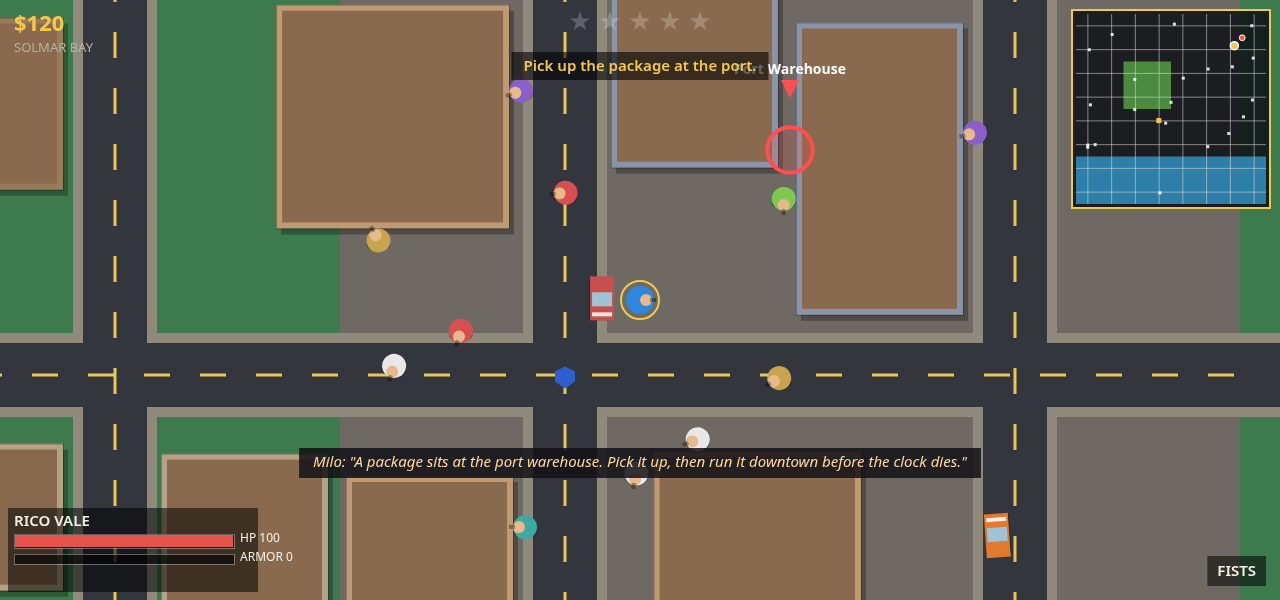 $120
SOLMAR BAY
Pick up the package at the port.
Port Warehouse
Milo: "A package sits at the port warehouse. Pick it up, then run it downtown before the clock dies."
RICO VALE
HP 100
ARMOR 0
FISTS